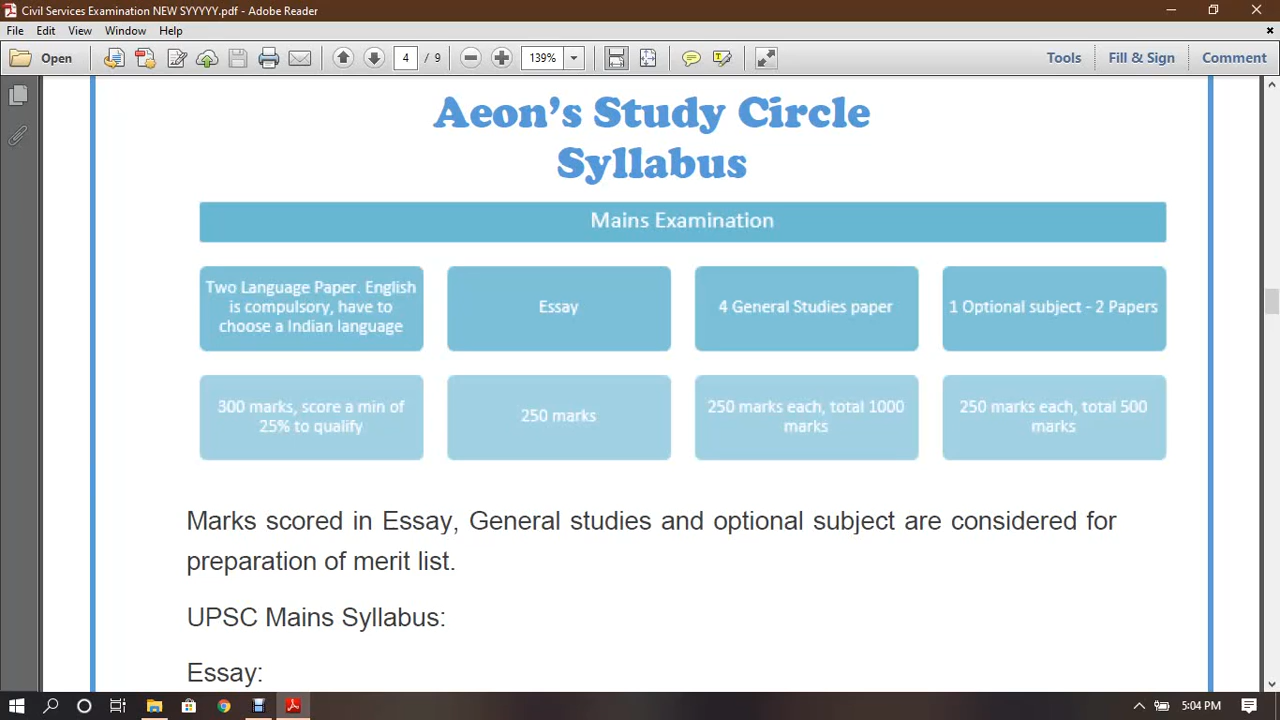 Civil Services Examination NEW SYYYYY.pdf - Adobe Reader
File Edit View Window Help
Open 4 / 9 139% Tools Fill & Sign Comment
Aeon's Study Circle
Syllabus
Mains Examination
Two Language Paper. English
is compulsory, have to
choose a Indian language
Essay
4 General Studies paper
1 Optional subject - 2 Papers
300 marks, score a min of
25% to qualify
250 marks
250 marks each, total 1000
marks
250 marks each, total 500
marks
Marks scored in Essay, General studies and optional subject are considered for
preparation of merit list.
UPSC Mains Syllabus:
Essay:
5:04 PM